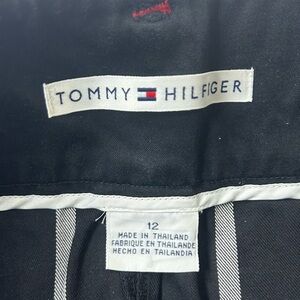 TOMMY HILFIGER
12
MADE IN THAILAND
FABRIQUE EN THAILANDE
HECHO EN TAILANDIA